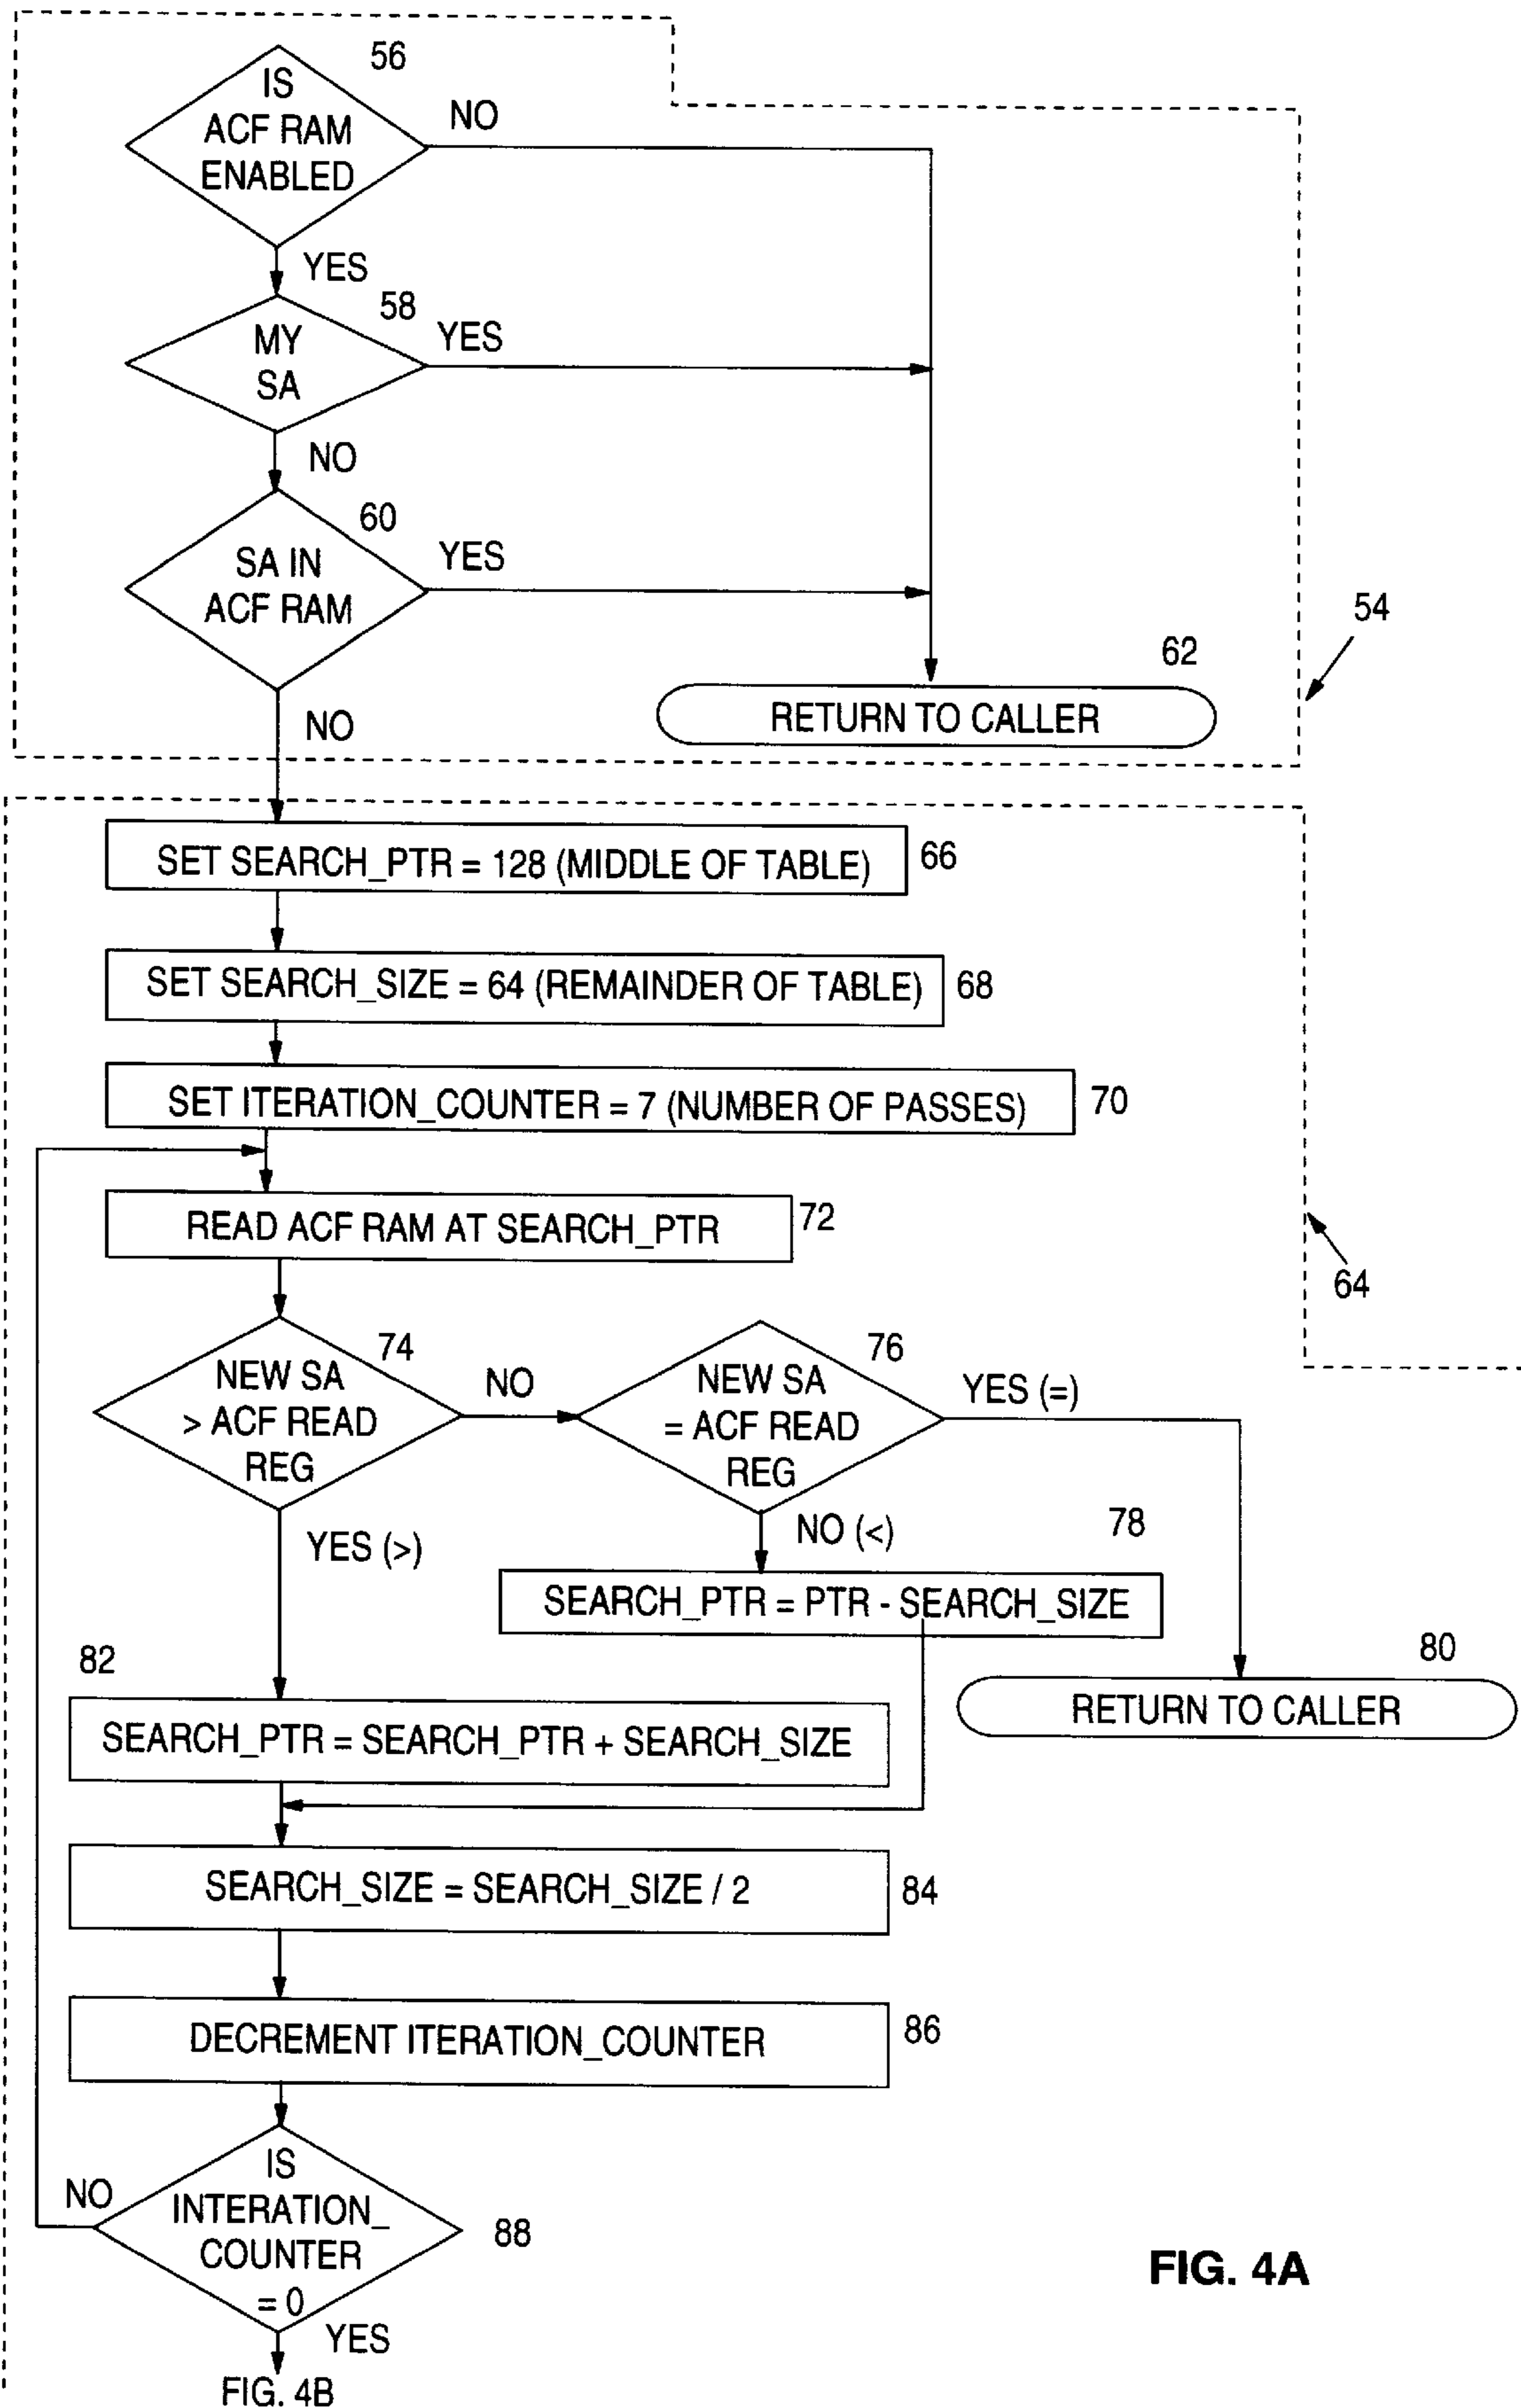 56
IS
ACF RAM
ENABLED
NO
YES
58
MY
SA
YES
NO
60
SA IN
ACF RAM
YES
54
62
RETURN TO CALLER
NO
SET SEARCH_PTR = 128 (MIDDLE OF TABLE)
66
SET SEARCH_SIZE = 64 (REMAINDER OF TABLE)
68
SET ITERATION_COUNTER = 7 (NUMBER OF PASSES)
70
READ ACF RAM AT SEARCH_PTR
72
64
74
NEW SA
> ACF READ
REG
NO
76
NEW SA
= ACF READ
REG
YES (=)
YES (>)
NO (<)
78
SEARCH_PTR = PTR - SEARCH_SIZE
82
80
RETURN TO CALLER
SEARCH_PTR = SEARCH_PTR + SEARCH_SIZE
SEARCH_SIZE = SEARCH_SIZE / 2
84
DECREMENT ITERATION_COUNTER
86
NO
IS
INTERATION_
COUNTER
= 0
88
YES
FIG. 4B
FIG. 4A